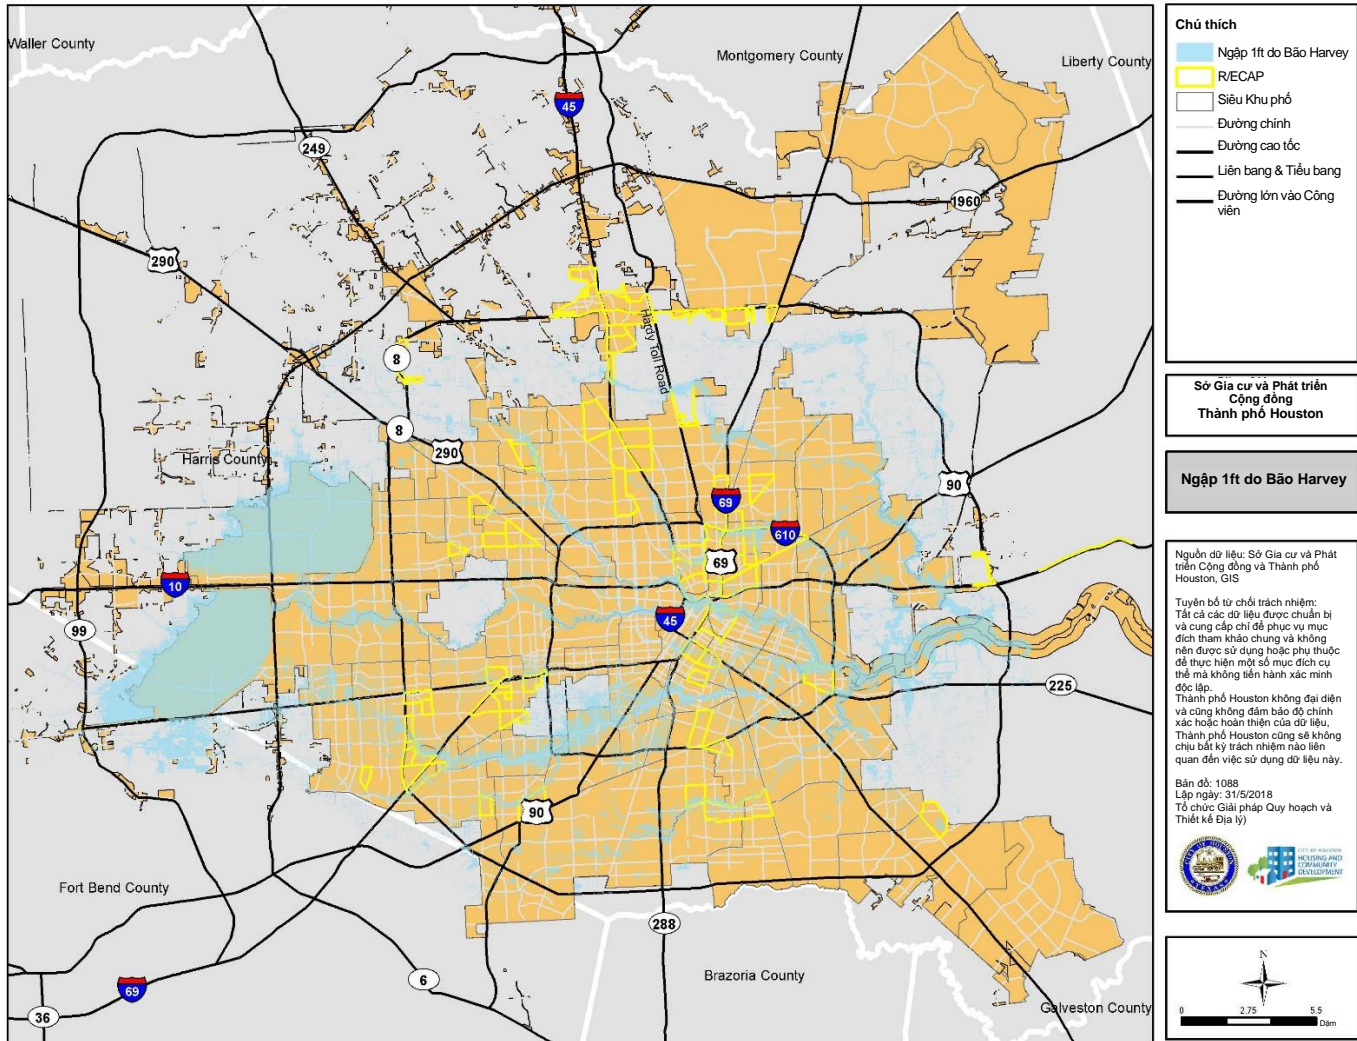 Waller County
Montgomery County
Liberty County
45
249
1960
290
Hardy Toll Road
8
8
290
Harris County
90
69
610
69
10
45
99
225
90
Fort Bend County
288
Brazoria County
6
69
Galveston County
36
Chú thích
Ngập 1ft do Bão Harvey
R/ECAP
Siêu Khu phố
Đường chính
Đường cao tốc
Liên bang & Tiểu bang
Đường lớn vào Công
viên
Sở Gia cư và Phát triển
Cộng đồng
Thành phố Houston
Ngập 1ft do Bão Harvey
Nguồn dữ liệu: Sở Gia cư và Phát
triển Cộng đồng và Thành phố
Houston, GIS
Tuyên bố từ chối trách nhiệm:
Tất cả các dữ liệu được chuẩn bị
và cung cấp chỉ để phục vụ mục
đích tham khảo chung và không
nên được sử dụng hoặc phụ thuộc
để thực hiện một số mục đích cụ
thể mà không tiến hành xác minh
độc lập.
Thành phố Houston không đại diện
và cũng không đảm bảo độ chính
xác hoặc hoàn thiện của dữ liệu,
Thành phố Houston cũng sẽ không
chịu bất kỳ trách nhiệm nào liên
quan đến việc sử dụng dữ liệu này.
Bản đồ: 1088
Lập ngày: 31/5/2018
Tổ chức Giải pháp Quy hoạch và
Thiết kế Địa lý)
CITY OF HOUSTON
HOUSING AND
COMMUNITY
DEVELOPMENT
N
0 2.75 5.5
Dặm